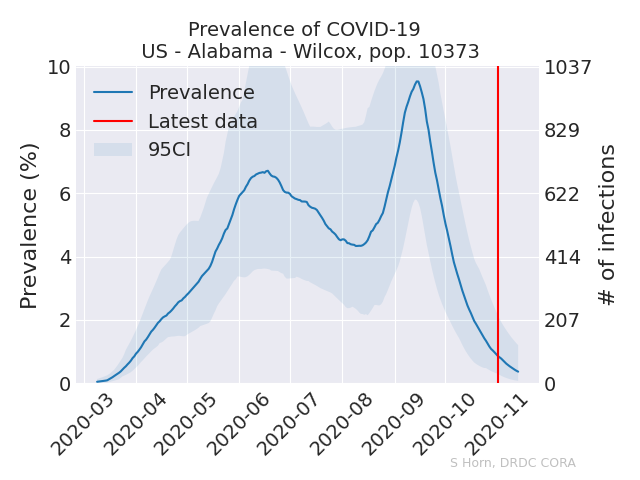 Prevalence of COVID-19
US - Alabama - Wilcox, pop. 10373
Prevalence (%)
10
8
6
4
2
0
Prevalence
Latest data
95CI
1037
829
622
414
207
0
# of infections
2020-03
2020-04
2020-05
2020-06
2020-07
2020-08
2020-09
2020-10
2020-11
S Horn, DRDC CORA